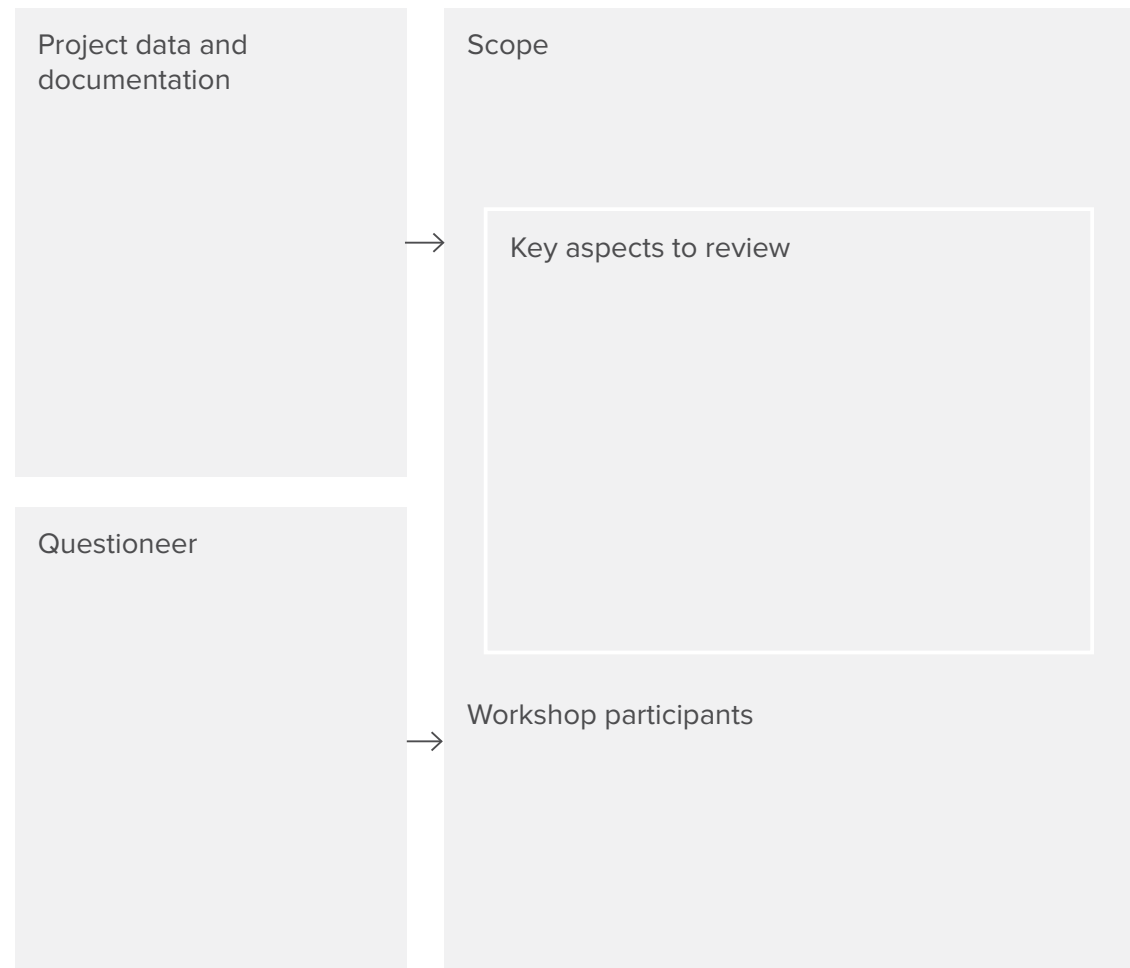 Project data and
documentation
Scope
Key aspects to review
Questioneer
Workshop participants